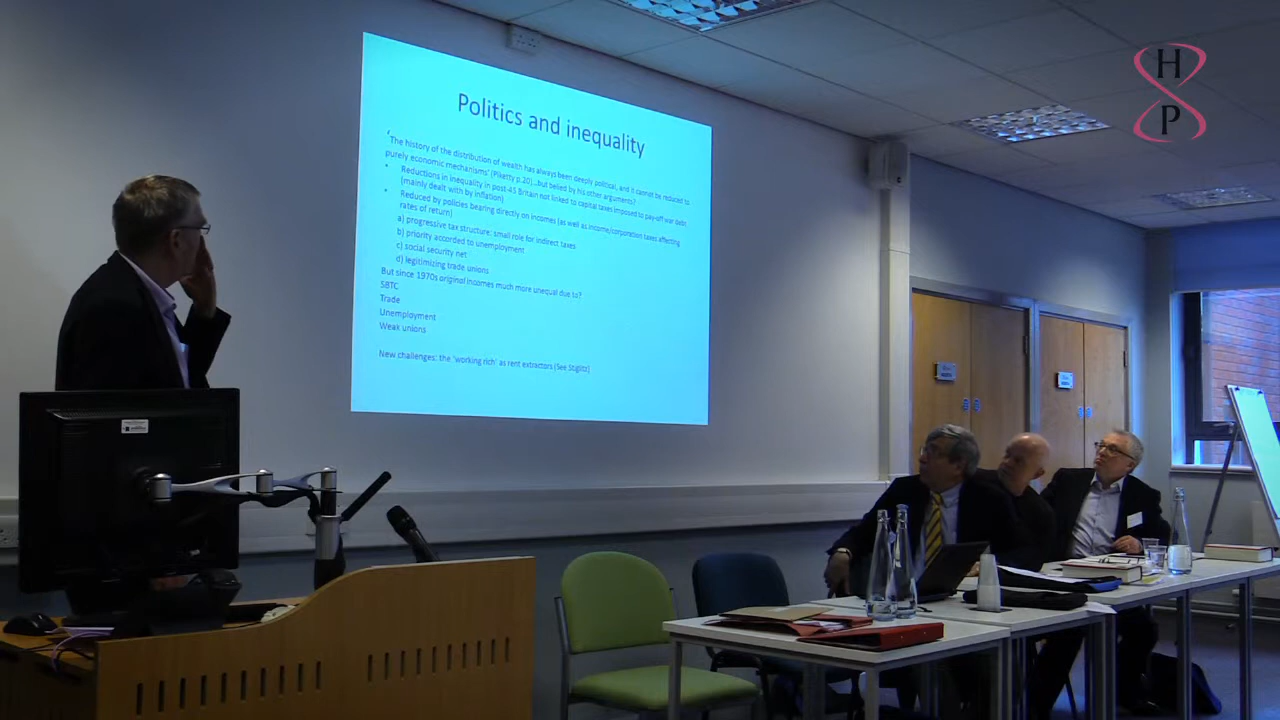 H
P
Politics and inequality
‘The history of the distribution of wealth has always been deeply political, and it cannot be reduced to
purely economic mechanisms’ (Piketty p.20)...but belied by his other arguments?
• Reductions in inequality in post-45 Britain not linked to capital taxes imposed to pay-off war debt
(mainly dealt with by inflation)
• Reduced by policies bearing directly on incomes (as well as income/corporation taxes affecting
rates of return)
a) progressive tax structure: small role for indirect taxes
b) priority accorded to unemployment
c) social security net
d) legitimizing trade unions
But since 1970s original incomes much more unequal due to?
SBTC
Trade
Unemployment
Weak unions
New challenges: the ‘working rich’ as rent extractors (See Stiglitz)